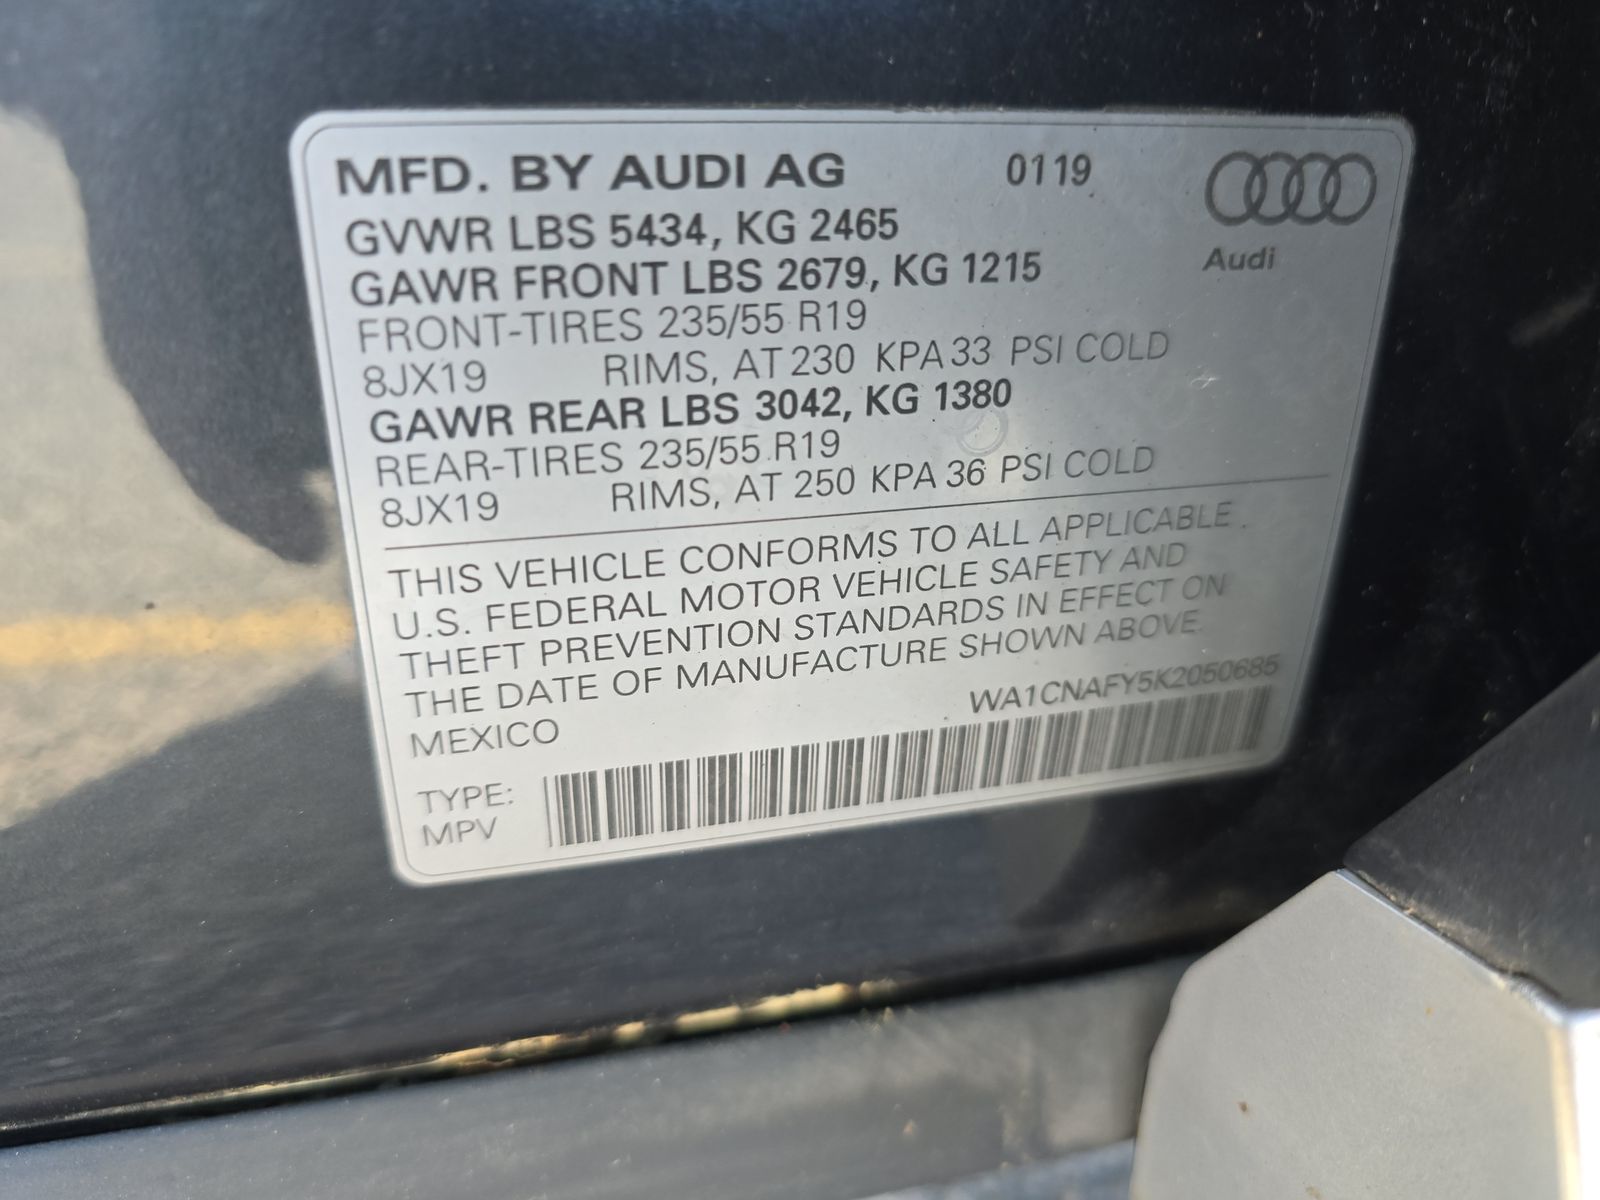 MFD. BY AUDI AG 0119
Audi
GVWR LBS 5434, KG 2465
GAWR FRONT LBS 2679, KG 1215
FRONT-TIRES 235/55 R19
8JX19 RIMS, AT 230 KPA 33 PSI COLD
GAWR REAR LBS 3042, KG 1380
REAR-TIRES 235/55 R19
8JX19 RIMS, AT 250 KPA 36 PSI COLD
THIS VEHICLE CONFORMS TO ALL APPLICABLE
U.S. FEDERAL MOTOR VEHICLE SAFETY AND
THEFT PREVENTION STANDARDS IN EFFECT ON
THE DATE OF MANUFACTURE SHOWN ABOVE.
MEXICO WA1CNAFY5K2050685
TYPE:
MPV